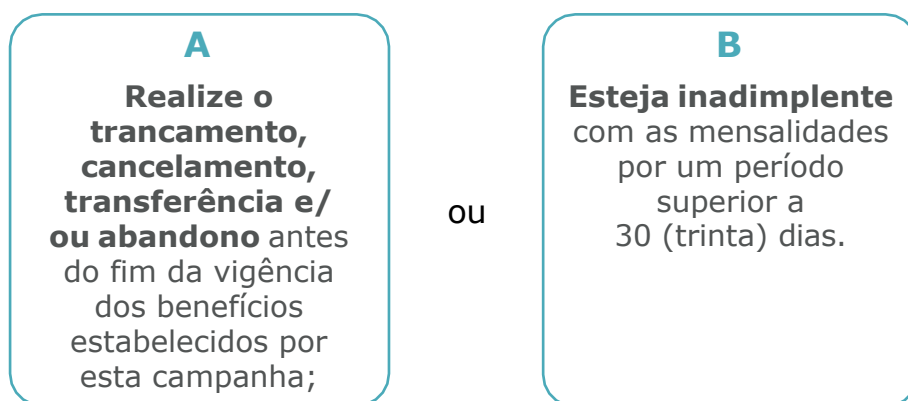 A
Realize o
trancamento,
cancelamento,
transferência e/
ou abandono antes
do fim da vigência
dos benefícios
estabelecidos por
esta campanha;
ou
B
Esteja inadimplente
com as mensalidades
por um período
superior a
30 (trinta) dias.